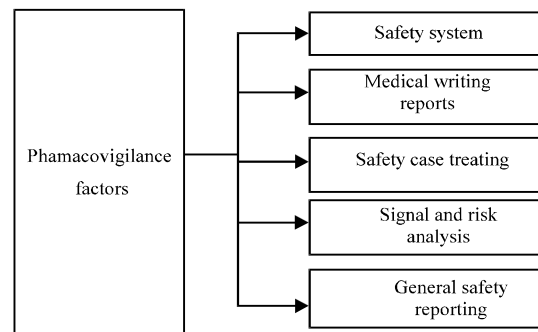 Phamacovigilance
factors
Safety system
Medical writing
reports
Safety case treating
Signal and risk
analysis
General safety
reporting